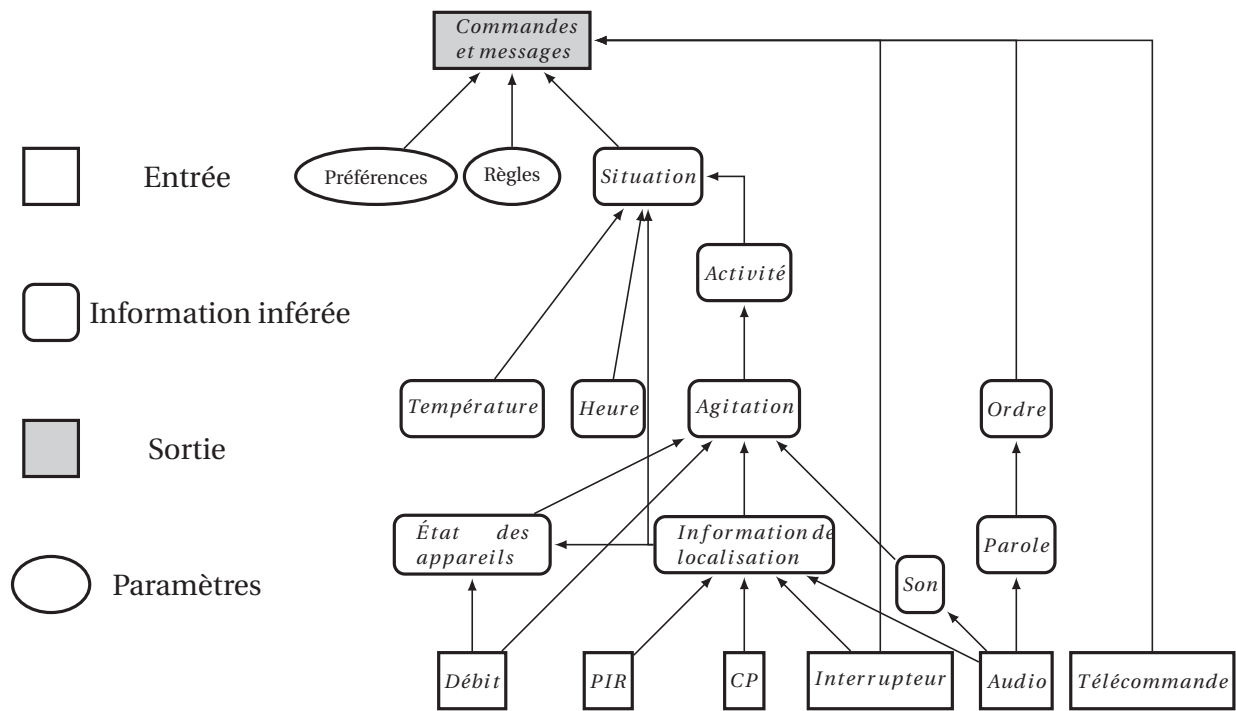 Commandes
et messages
Entrée
Préférences
Règles
Situation
Activité
Information inférée
Température
Heure
Agitation
Ordre
Sortie
État des
appareils
Information de
localisation
Parole
Son
Paramètres
Débit
PIR
CP
Interrupteur
Audio
Télécommande